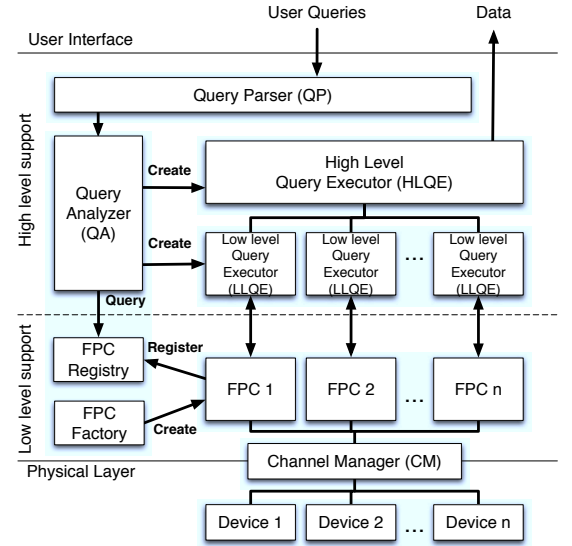 User Queries
Data
User Interface
Query Parser (QP)
High level support
Query
Analyzer
(QA)
Create
High Level
Query Executor (HLQE)
Create
Low level
Query
Executor
(LLQE)
Low level
Query
Executor
(LLQE)
...
Low level
Query
Executor
(LLQE)
Query
Low level support
FPC
Registry
Register
FPC 1
FPC 2
...
FPC n
FPC
Factory
Create
Channel Manager (CM)
Physical Layer
Device 1
Device 2
...
Device n